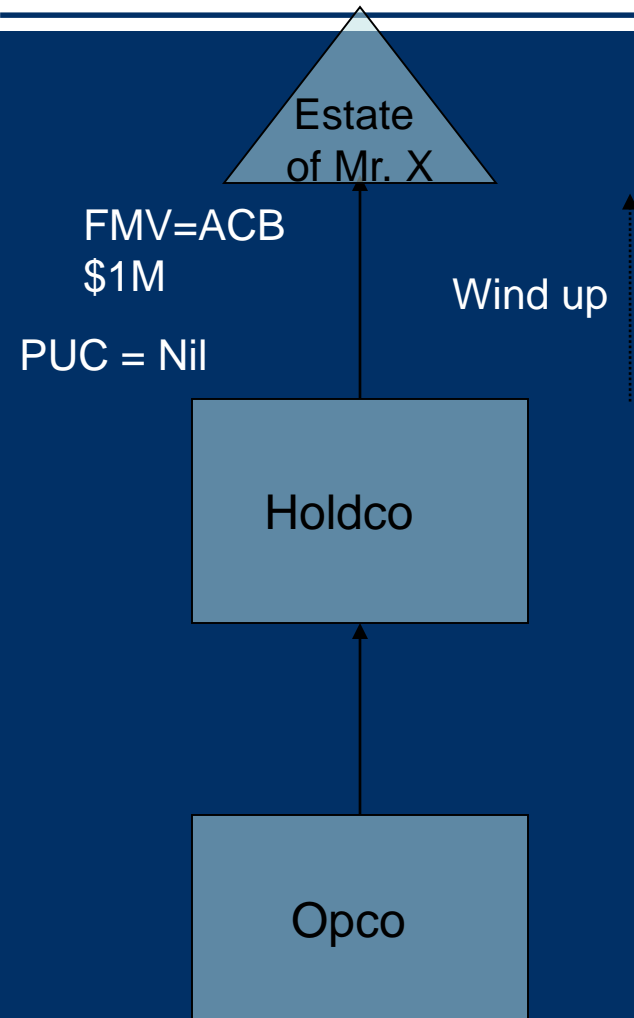 Estate
of Mr. X
FMV=ACB
$1M
Wind up
PUC = Nil
Holdco
Opco